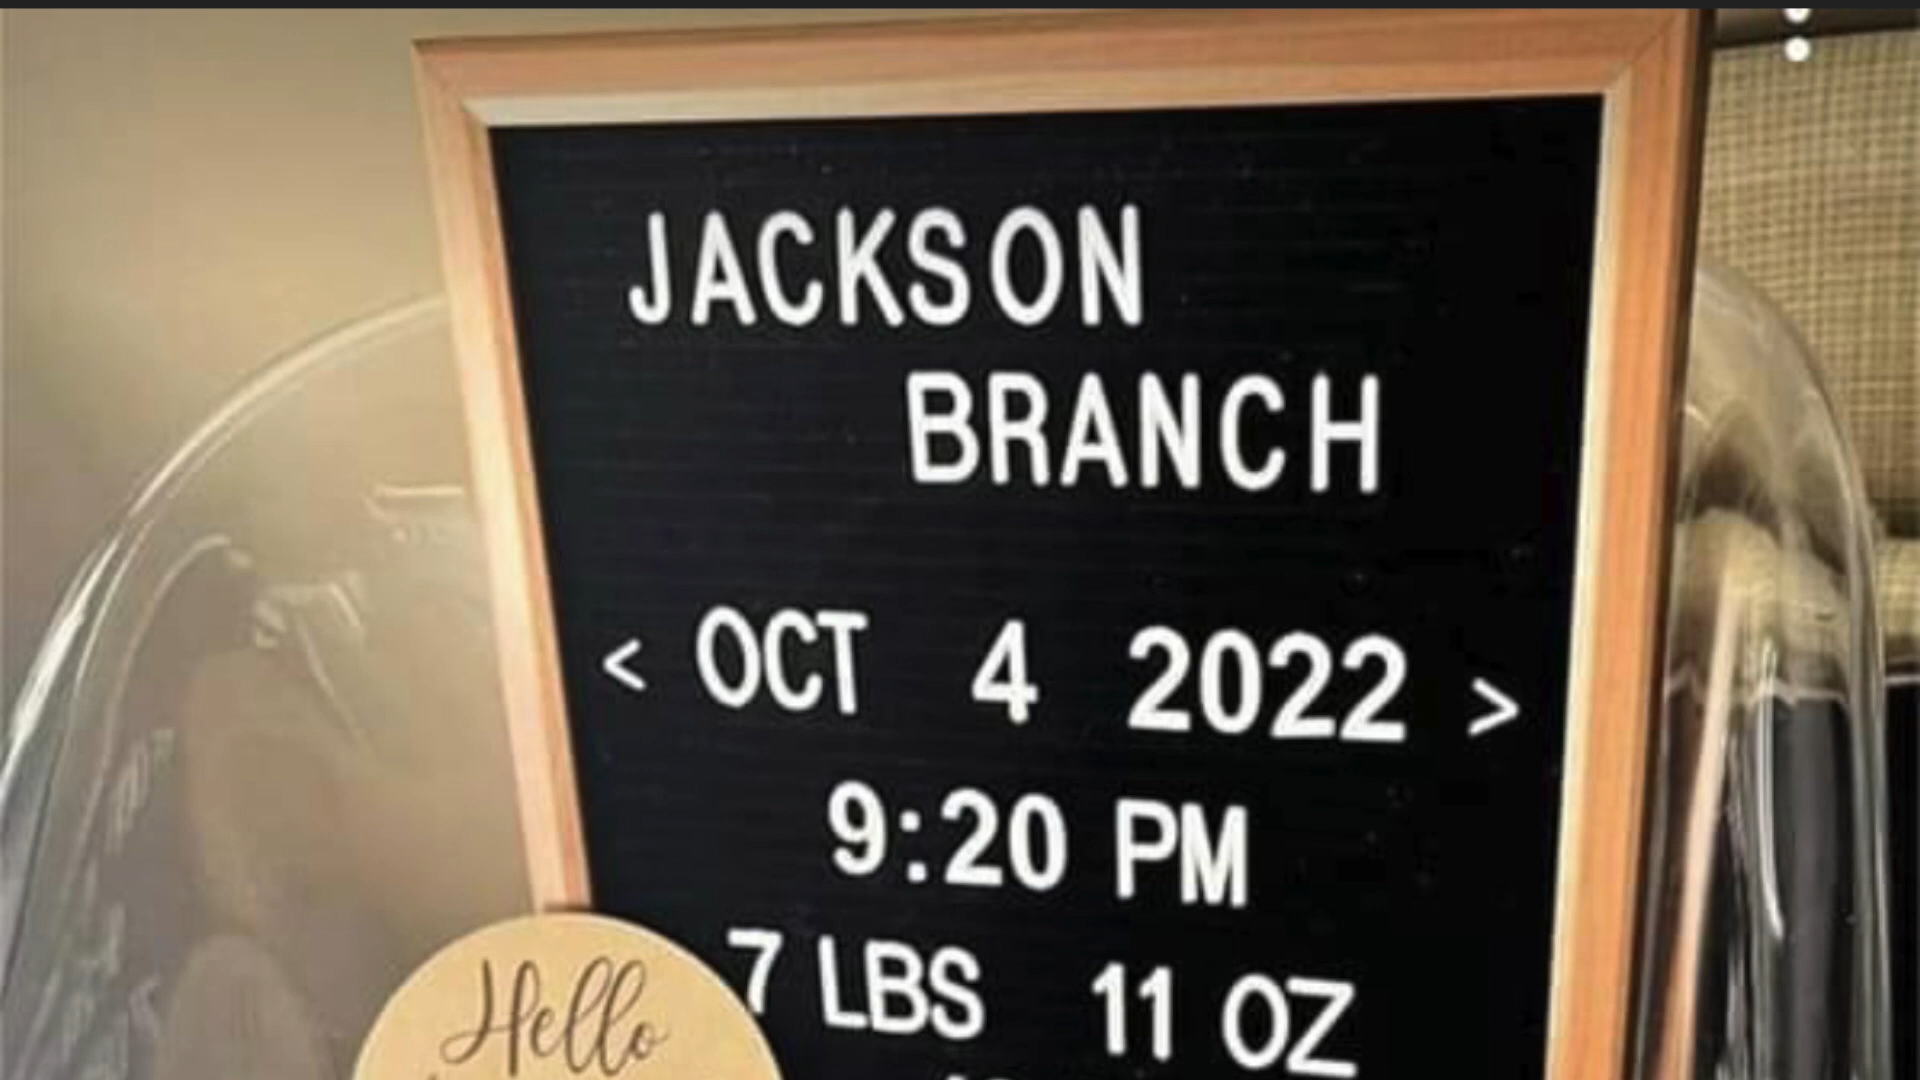 JACKSON
BRANCH
< OCT 4 2022 >
9:20 PM
7 LBS 11 OZ
Hello